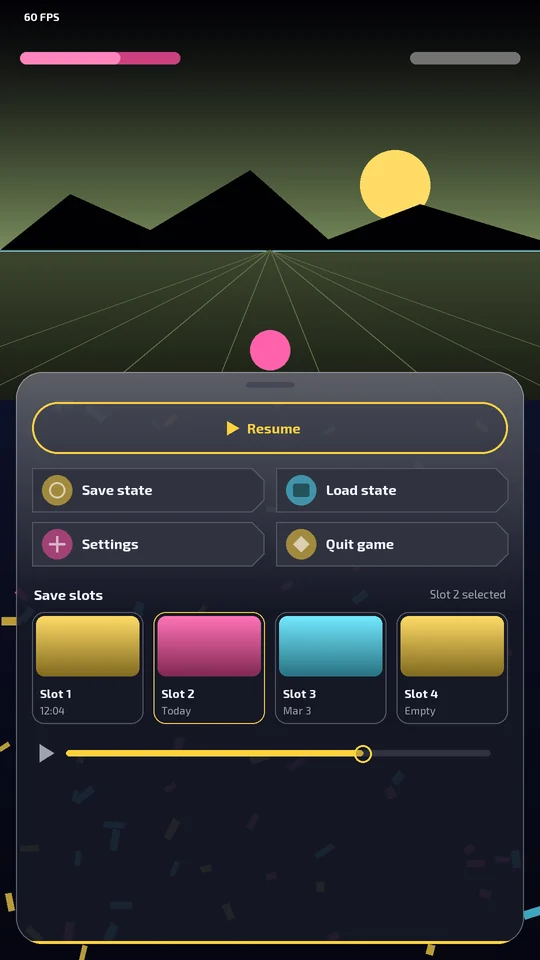 60 FPS
Resume
Save state
Load state
Settings
Quit game
Save slots
Slot 2 selected
Slot 1
12:04
Slot 2
Today
Slot 3
Mar 3
Slot 4
Empty